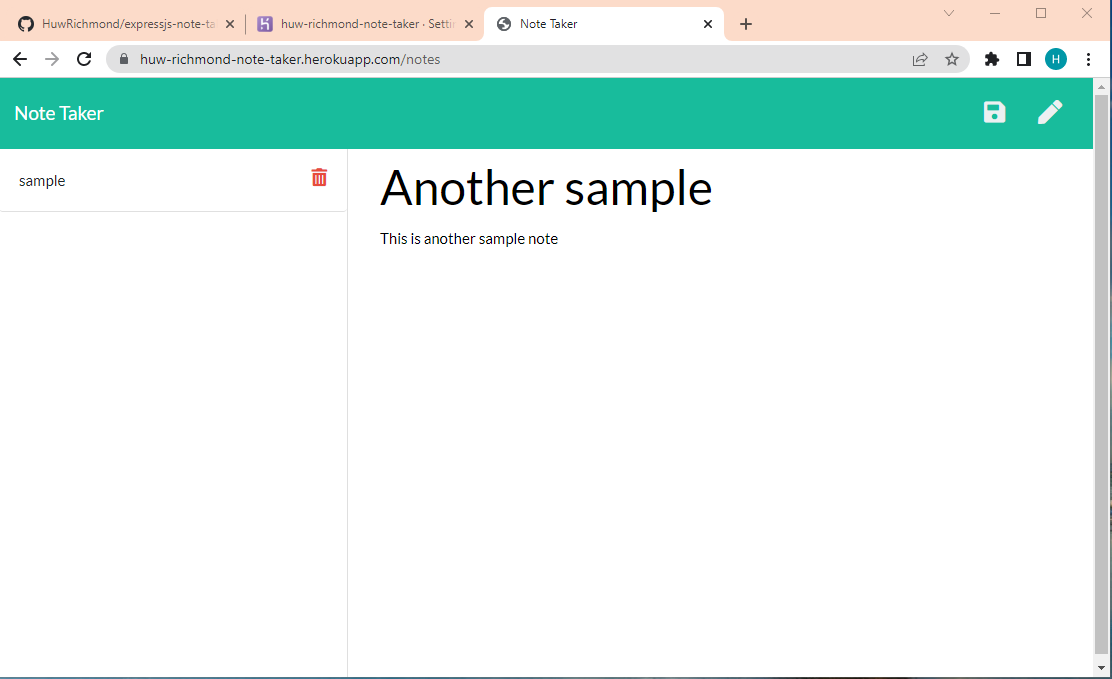 HuwRichmond/expressjs-note-ta
huw-richmond-note-taker · Setti
Note Taker
huw-richmond-note-taker.herokuapp.com/notes
H
Note Taker
sample
Another sample
This is another sample note